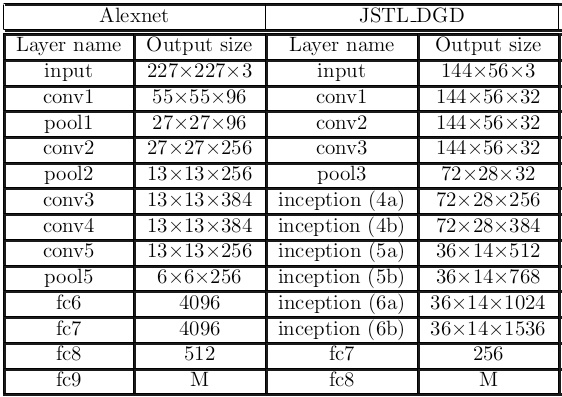 Alexnet JSTL_DGD
Layer name Output size Layer name Output size
input 227×227×3 input 144×56×3
conv1 55×55×96 conv1 144×56×32
pool1 27×27×96 conv2 144×56×32
conv2 27×27×256 conv3 144×56×32
pool2 13×13×256 pool3 72×28×32
conv3 13×13×384 inception (4a) 72×28×256
conv4 13×13×384 inception (4b) 72×28×384
conv5 13×13×256 inception (5a) 36×14×512
pool5 6×6×256 inception (5b) 36×14×768
fc6 4096 inception (6a) 36×14×1024
fc7 4096 inception (6b) 36×14×1536
fc8 512 fc7 256
fc9 M fc8 M